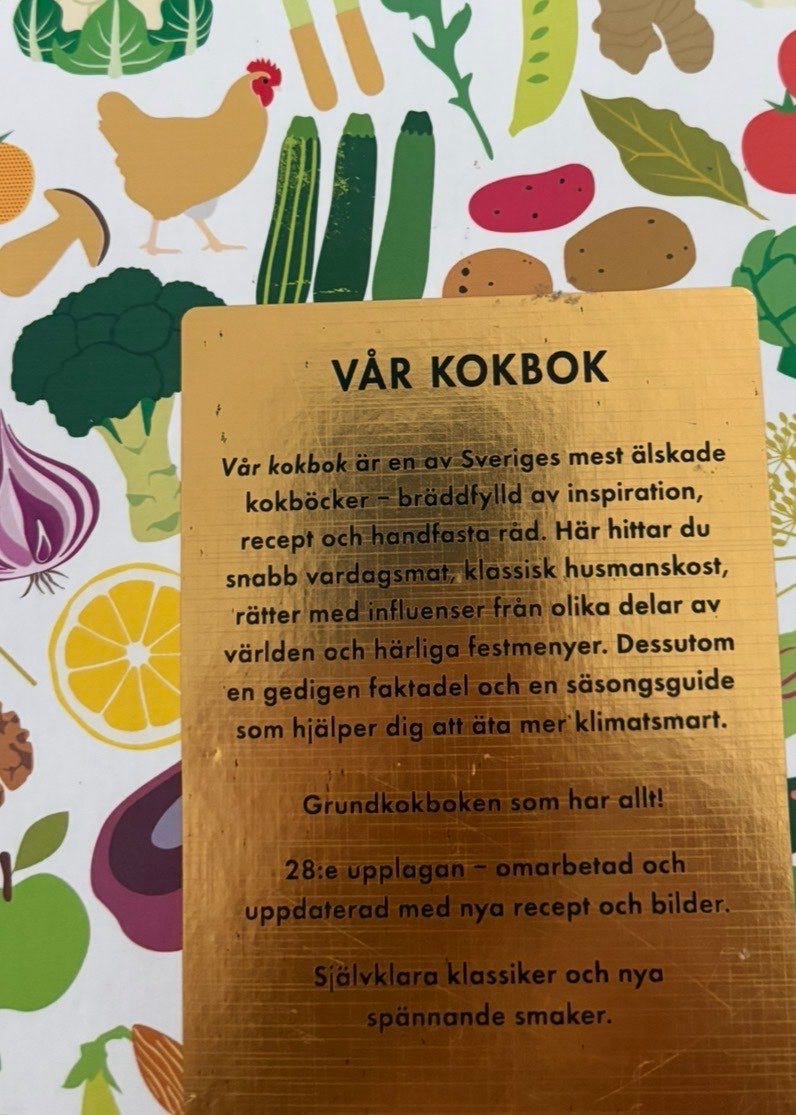 VÅR KOKBOK
Vår kokbok är en av Sveriges mest älskade
kokböcker – bräddfylld av inspiration,
recept och handfasta råd. Här hittar du
snabb vardagsmat, klassisk husmanskost,
rätter med influenser från olika delar av
världen och härliga festmenyer. Dessutom
en gedigen faktadel och en säsongsguide
som hjälper dig att äta mer klimatsmart.
Grundkokboken som har allt!
28:e upplagan – omarbetad och
uppdaterad med nya recept och bilder.
Självklara klassiker och nya
spännande smaker.